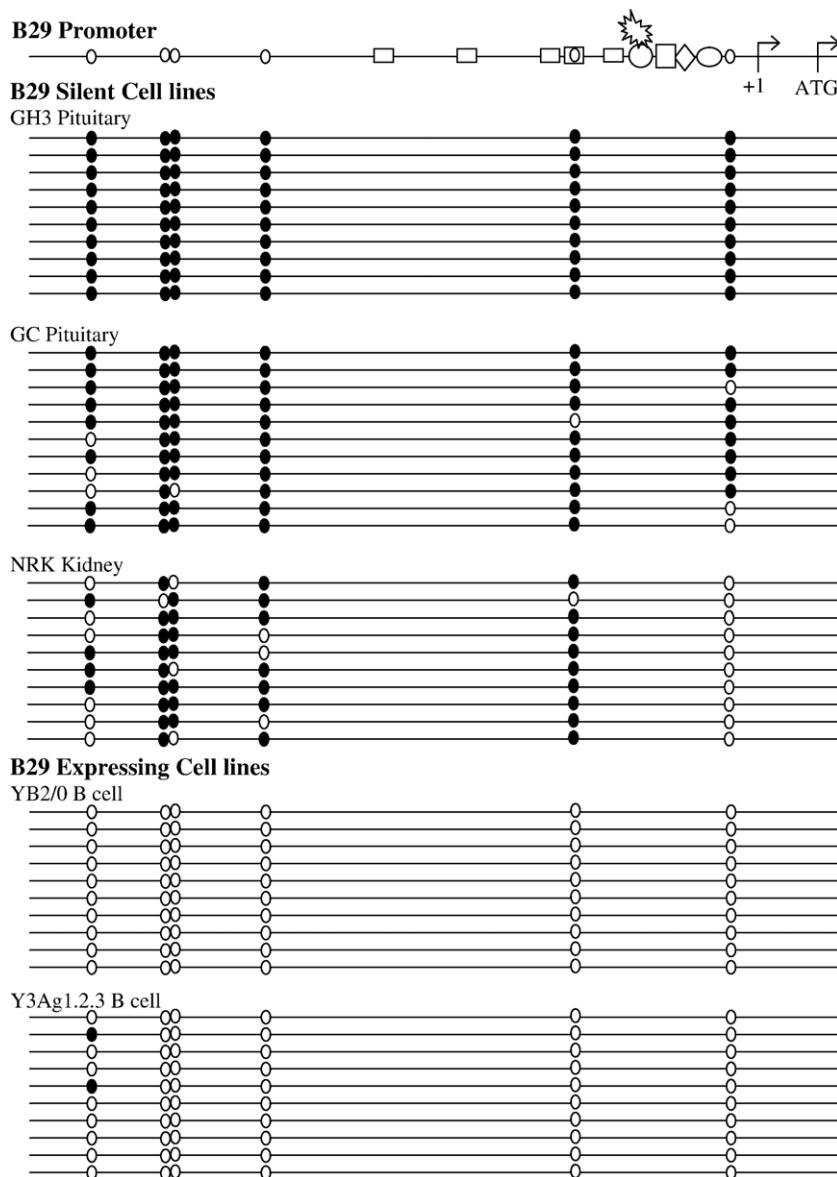 B29 Promoter
+1 ATG
B29 Silent Cell lines
GH3 Pituitary
GC Pituitary
NRK Kidney
B29 Expressing Cell lines
YB2/0 B cell
Y3Ag1.2.3 B cell